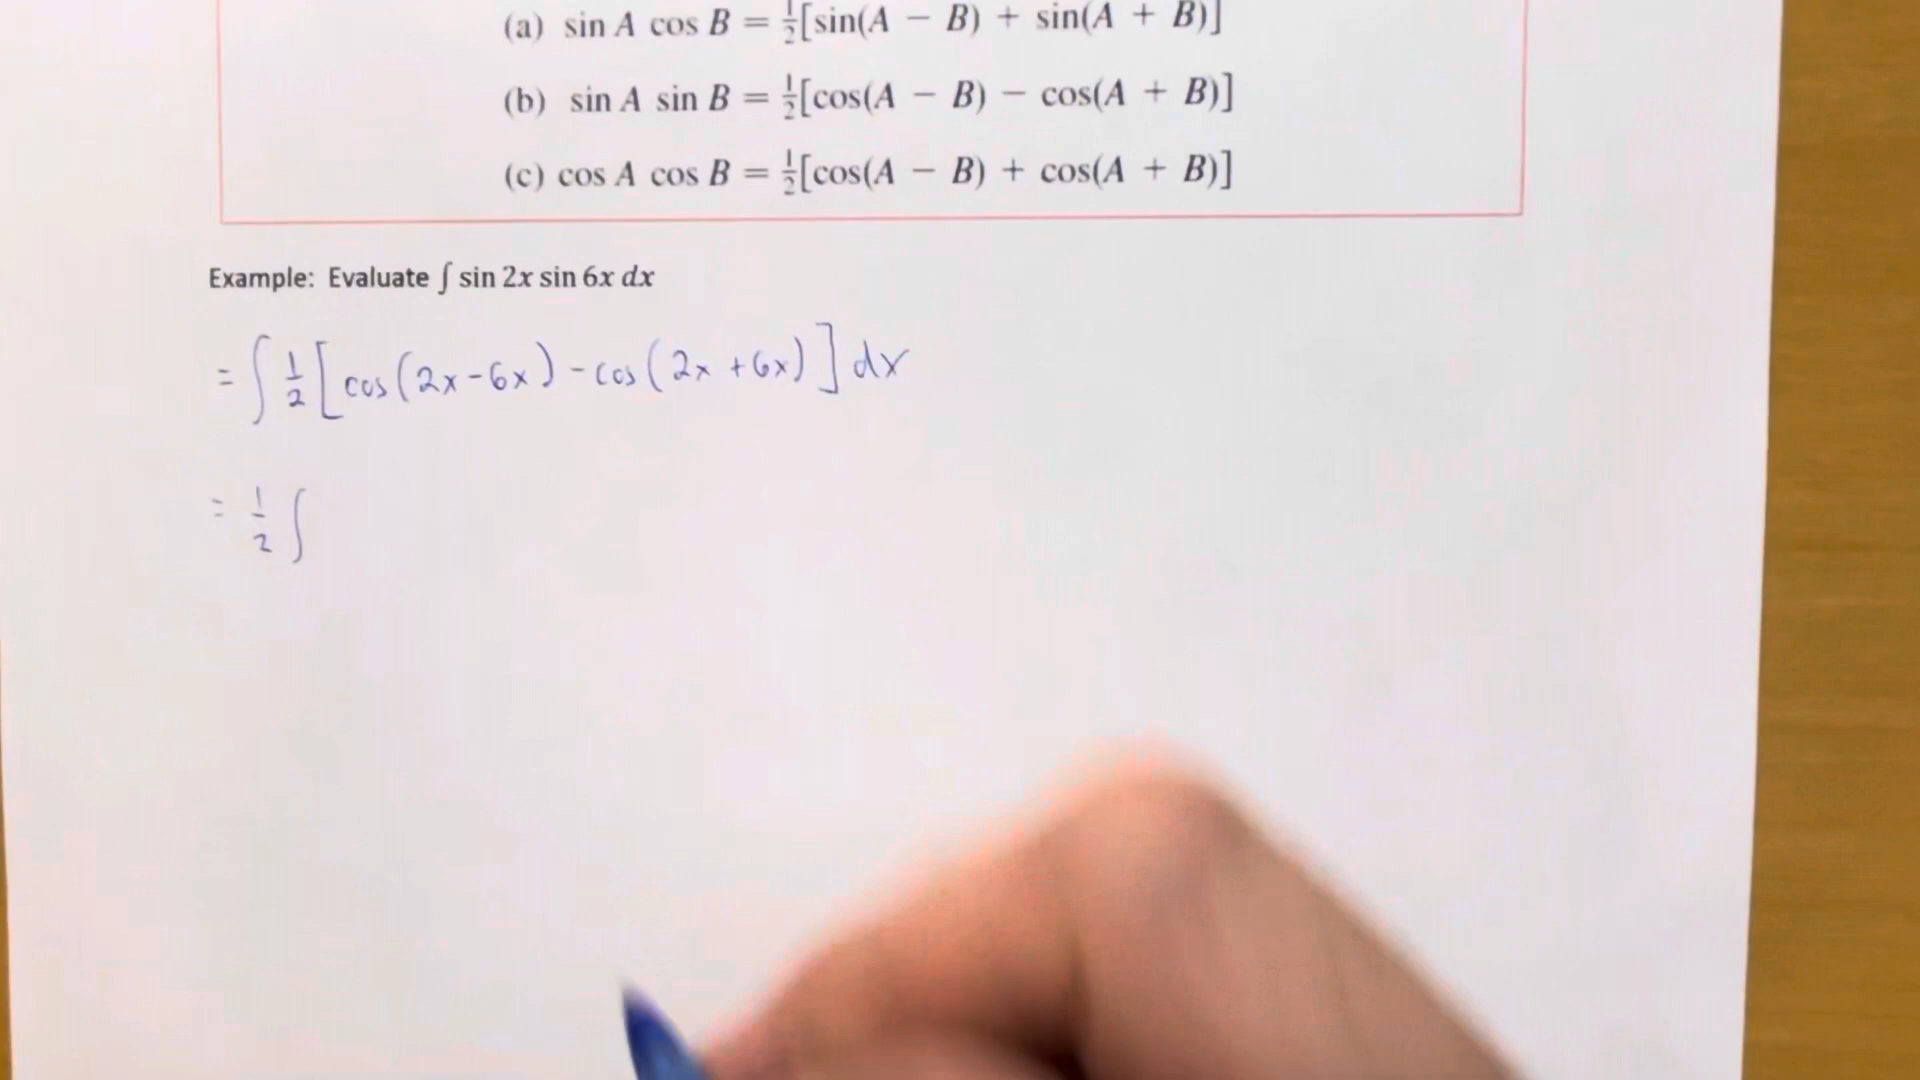 (a) sin A cos B = ½[sin(A − B) + sin(A + B)]
(b) sin A sin B = ½[cos(A − B) − cos(A + B)]
(c) cos A cos B = ½[cos(A − B) + cos(A + B)]
Example: Evaluate ∫ sin 2x sin 6x dx
= ∫ ½ [cos(2x-6x) - cos(2x+6x)] dx
= ½ ∫